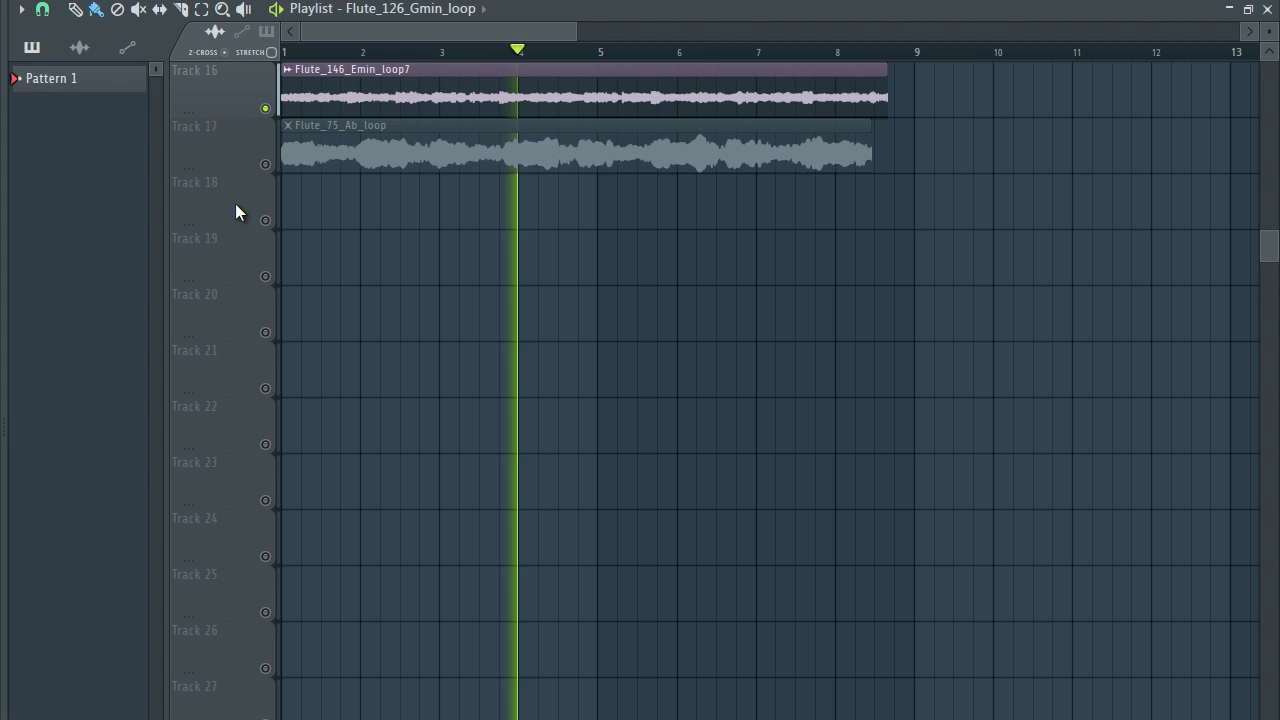 Playlist - Flute_126_Gmin_loop
Z-CROSS STRETCH
1 2 3 4 5 6 7 8 9 10 11 12 13
Pattern 1
Track 16
Flute_146_Emin_loop7
Track 17
Flute_75_Ab_loop
Track 18
Track 19
Track 20
Track 21
Track 22
Track 23
Track 24
Track 25
Track 26
Track 27